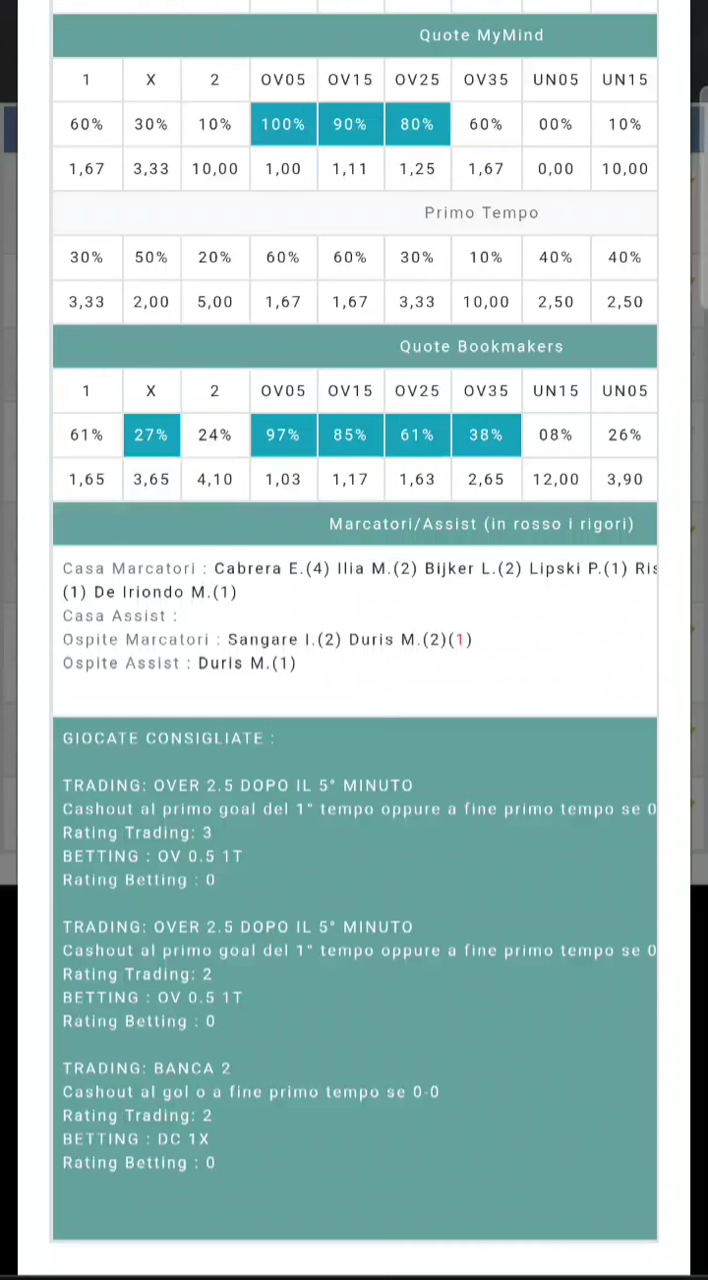 Quote MyMind
1 X 2 OV05 OV15 OV25 OV35 UN05 UN15
60% 30% 10% 100% 90% 80% 60% 00% 10%
1,67 3,33 10,00 1,00 1,11 1,25 1,67 0,00 10,00
Primo Tempo
30% 50% 20% 60% 60% 30% 10% 40% 40%
3,33 2,00 5,00 1,67 1,67 3,33 10,00 2,50 2,50
Quote Bookmakers
1 X 2 OV05 OV15 OV25 OV35 UN15 UN05
61% 27% 24% 97% 85% 61% 38% 08% 26%
1,65 3,65 4,10 1,03 1,17 1,63 2,65 12,00 3,90
Marcatori/Assist (in rosso i rigori)
Casa Marcatori : Cabrera E.(4) Ilia M.(2) Bijker L.(2) Lipski P.(1) Ris
(1) De Iriondo M.(1)
Casa Assist :
Ospite Marcatori : Sangare I.(2) Duris M.(2)(1)
Ospite Assist : Duris M.(1)
GIOCATE CONSIGLIATE :
TRADING: OVER 2.5 DOPO IL 5° MINUTO
Cashout al primo goal del 1° tempo oppure a fine primo tempo se 0
Rating Trading: 3
BETTING : OV 0.5 1T
Rating Betting : 0
TRADING: OVER 2.5 DOPO IL 5° MINUTO
Cashout al primo goal del 1° tempo oppure a fine primo tempo se 0
Rating Trading: 2
BETTING : OV 0.5 1T
Rating Betting : 0
TRADING: BANCA 2
Cashout al gol o a fine primo tempo se 0-0
Rating Trading: 2
BETTING : DC 1X
Rating Betting : 0